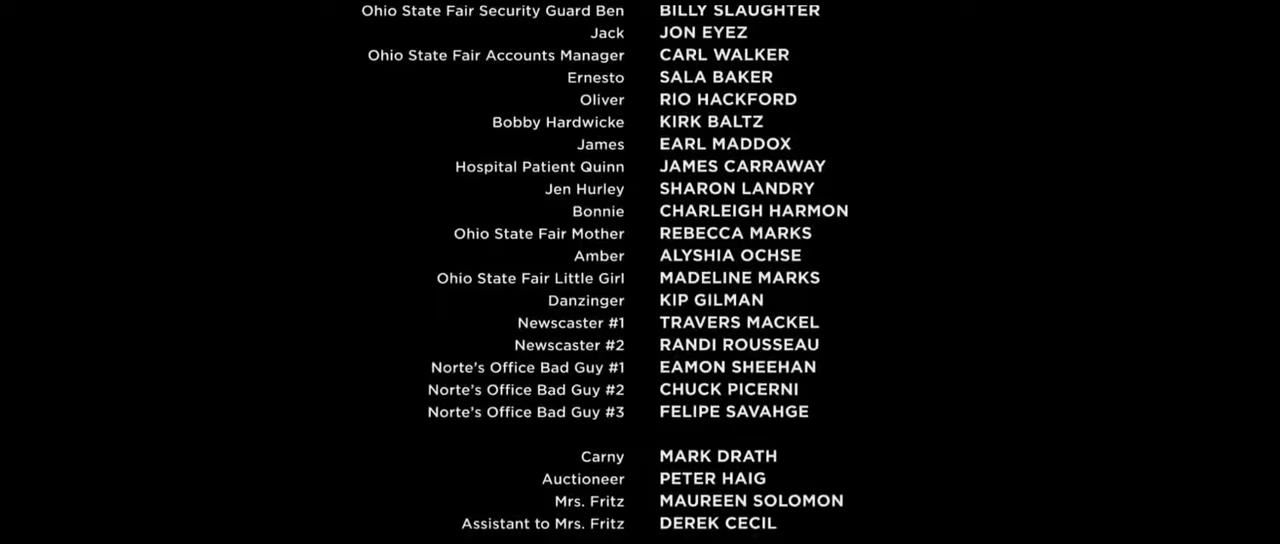 Ohio State Fair Security Guard Ben BILLY SLAUGHTER
Jack JON EYEZ
Ohio State Fair Accounts Manager CARL WALKER
Ernesto SALA BAKER
Oliver RIO HACKFORD
Bobby Hardwicke KIRK BALTZ
James EARL MADDOX
Hospital Patient Quinn JAMES CARRAWAY
Jen Hurley SHARON LANDRY
Bonnie CHARLEIGH HARMON
Ohio State Fair Mother REBECCA MARKS
Amber ALYSHIA OCHSE
Ohio State Fair Little Girl MADELINE MARKS
Danzinger KIP GILMAN
Newscaster #1 TRAVERS MACKEL
Newscaster #2 RANDI ROUSSEAU
Norte’s Office Bad Guy #1 EAMON SHEEHAN
Norte’s Office Bad Guy #2 CHUCK PICERNI
Norte’s Office Bad Guy #3 FELIPE SAVAHGE
Carny MARK DRATH
Auctioneer PETER HAIG
Mrs. Fritz MAUREEN SOLOMON
Assistant to Mrs. Fritz DEREK CECIL